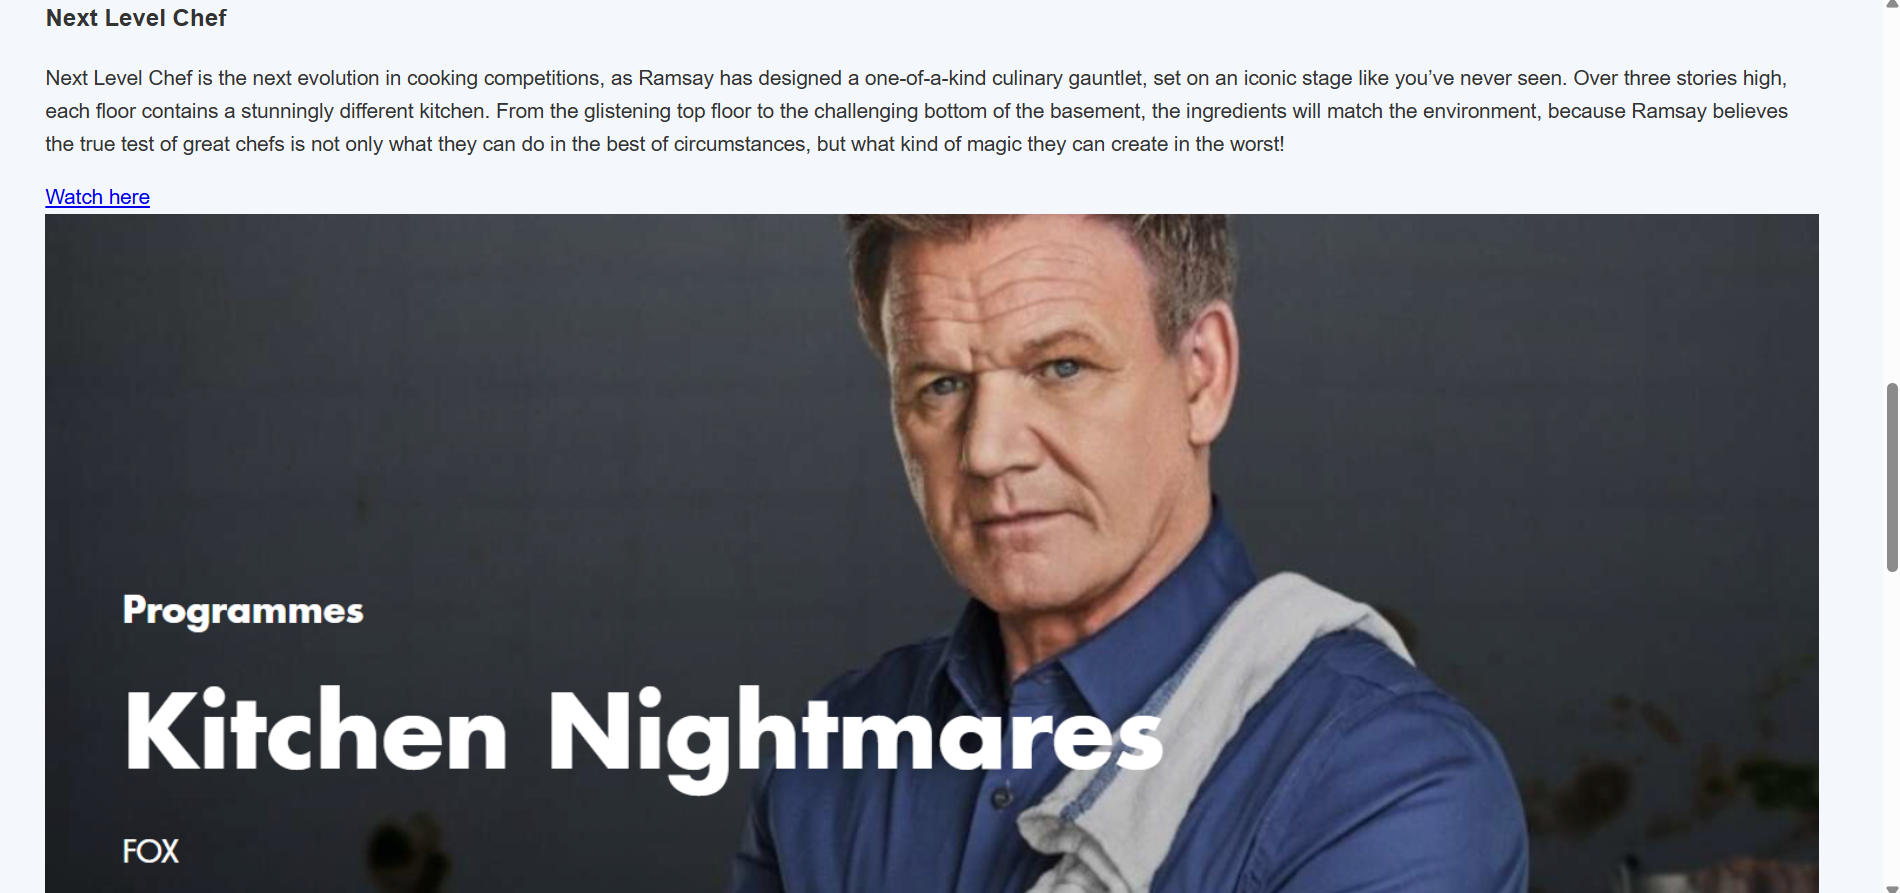 Next Level Chef
Next Level Chef is the next evolution in cooking competitions, as Ramsay has designed a one-of-a-kind culinary gauntlet, set on an iconic stage like you’ve never seen. Over three stories high,
each floor contains a stunningly different kitchen. From the glistening top floor to the challenging bottom of the basement, the ingredients will match the environment, because Ramsay believes
the true test of great chefs is not only what they can do in the best of circumstances, but what kind of magic they can create in the worst!
Watch here
Programmes
Kitchen Nightmares
FOX